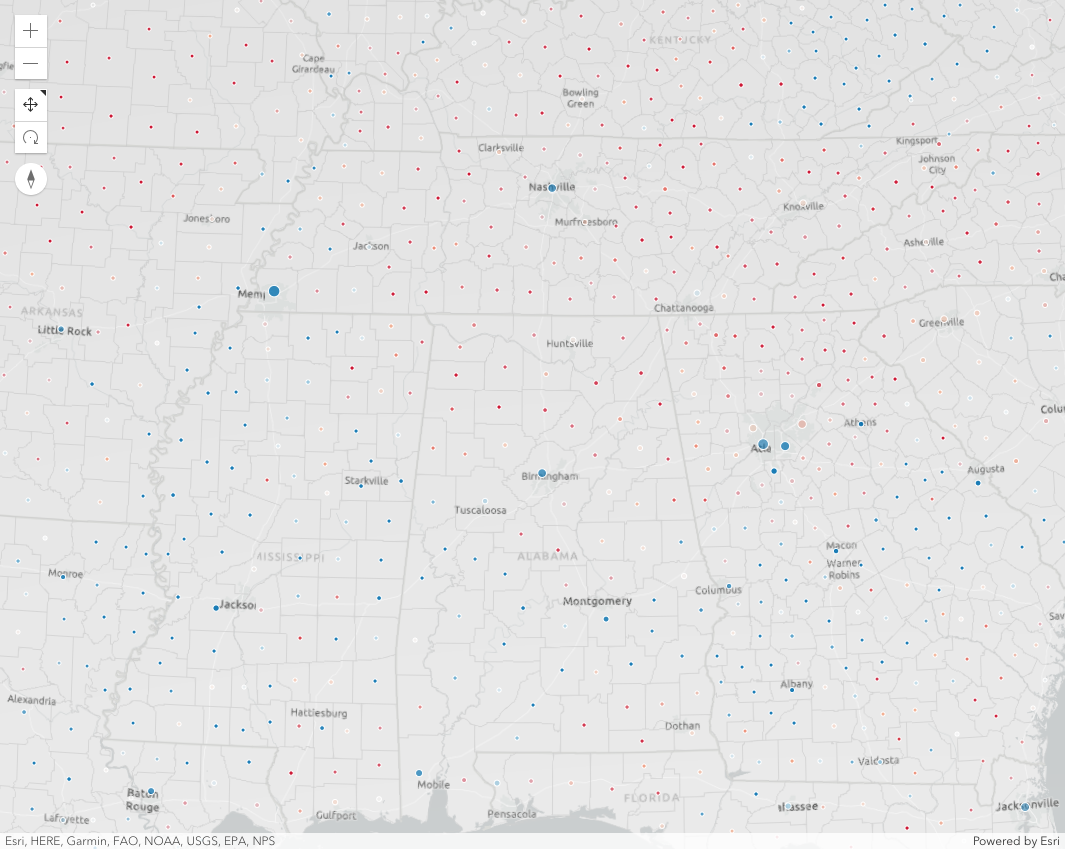 KENTUCKY
Cape
Girardeau
Bowling
Green
Clarksville
Kingsport
Johnson
City
Nashville
Knoxville
Jonesboro
Murfreesboro
Jackson
Asheville
Memp
Chattanooga
ARKANSAS
Little Rock
Greenville
Huntsville
Colu
Athens
Starkville
Birmingham
Augusta
Tuscaloosa
MISSISSIPPI
ALABAMA
Macon
Warner
Robins
Monroe
Columbus
Jackson
Montgomery
Sav
Albany
Alexandria
Hattiesburg
Dothan
Valdosta
Mobile
Baton
Rouge
FLORIDA
Jacksonville
Lafayette
Gulfport
Pensacola
Esri, HERE, Garmin, FAO, NOAA, USGS, EPA, NPS
Powered by Esri